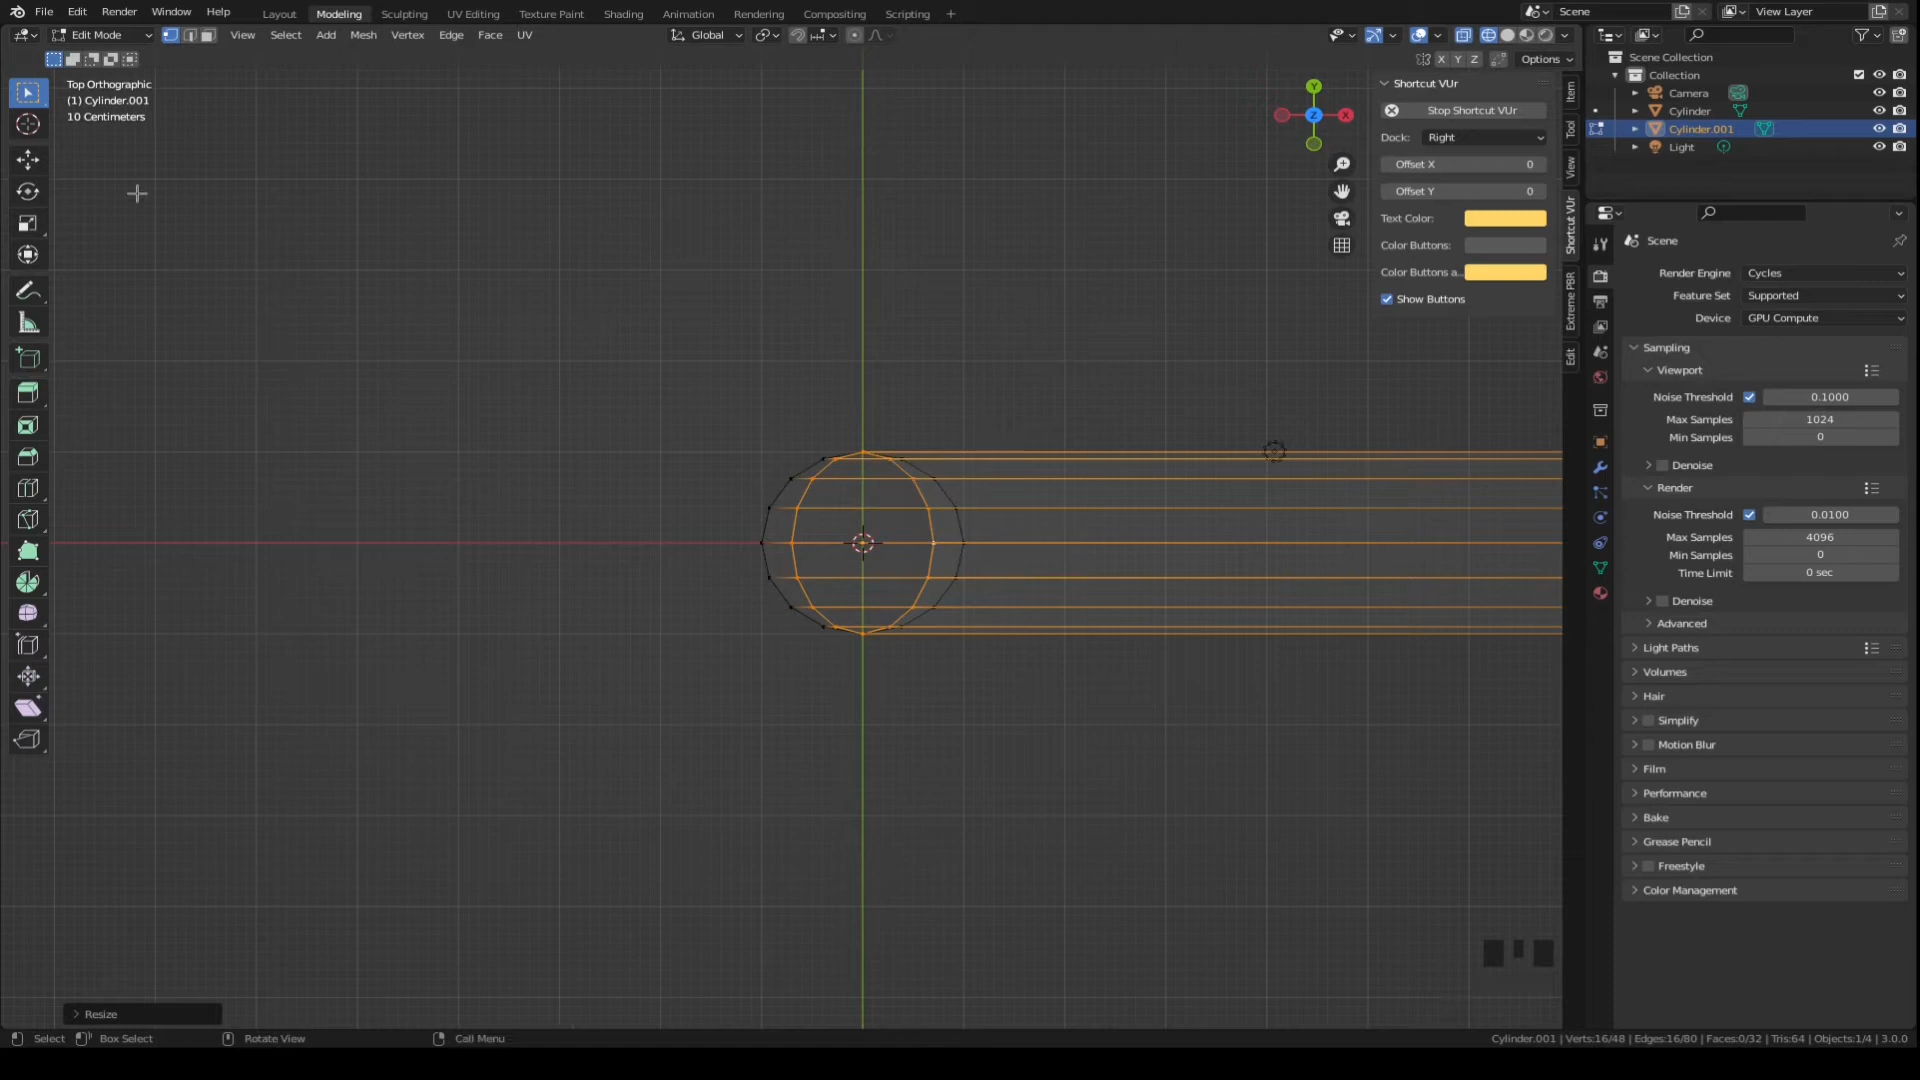 File Edit Render Window Help Layout Modeling Sculpting UV Editing Texture Paint Shading Animation Rendering Compositing Scripting + Scene View Layer
Edit Mode View Select Add Mesh Vertex Edge Face UV Global
X Y Z Options
Top Orthographic
(1) Cylinder.001
10 Centimeters
Y
X
Z
Shortcut VUr
Stop Shortcut VUr
Dock: Right
Offset X 0
Offset Y 0
Text Color:
Color Buttons:
Color Buttons a..
Show Buttons
Item
Tool
View
Shortcut VUr
Extreme PBR
Edit
Scene Collection
Collection
Camera
Cylinder
Cylinder.001
Light
Scene
Render Engine Cycles
Feature Set Supported
Device GPU Compute
Sampling
Viewport
Noise Threshold 0.1000
Max Samples 1024
Min Samples 0
Denoise
Render
Noise Threshold 0.0100
Max Samples 4096
Min Samples 0
Time Limit 0 sec
Denoise
Advanced
Light Paths
Volumes
Hair
Simplify
Motion Blur
Film
Performance
Bake
Grease Pencil
Freestyle
Color Management
Resize
Select Box Select Rotate View Call Menu Cylinder.001 | Verts:16/48 | Edges:16/80 | Faces:0/32 | Tris:64 | Objects:1/4 | 3.0.0